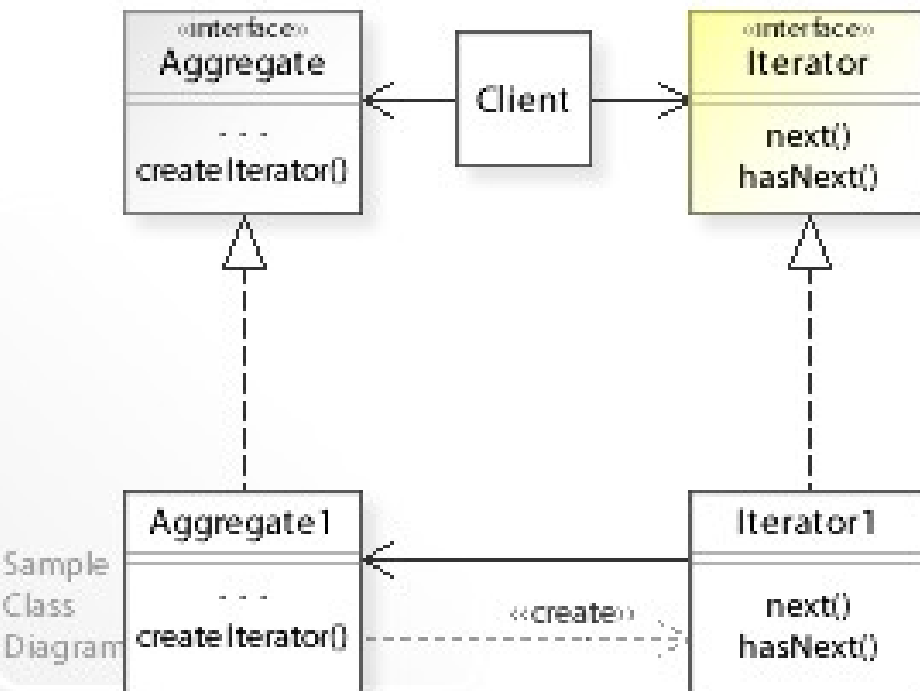 «interface»
Aggregate
- - -
createIterator()
Client
«interface»
Iterator
next()
hasNext()
Aggregate1
- - -
createIterator()
«create»
Iterator1
next()
hasNext()
Sample
Class
Diagram